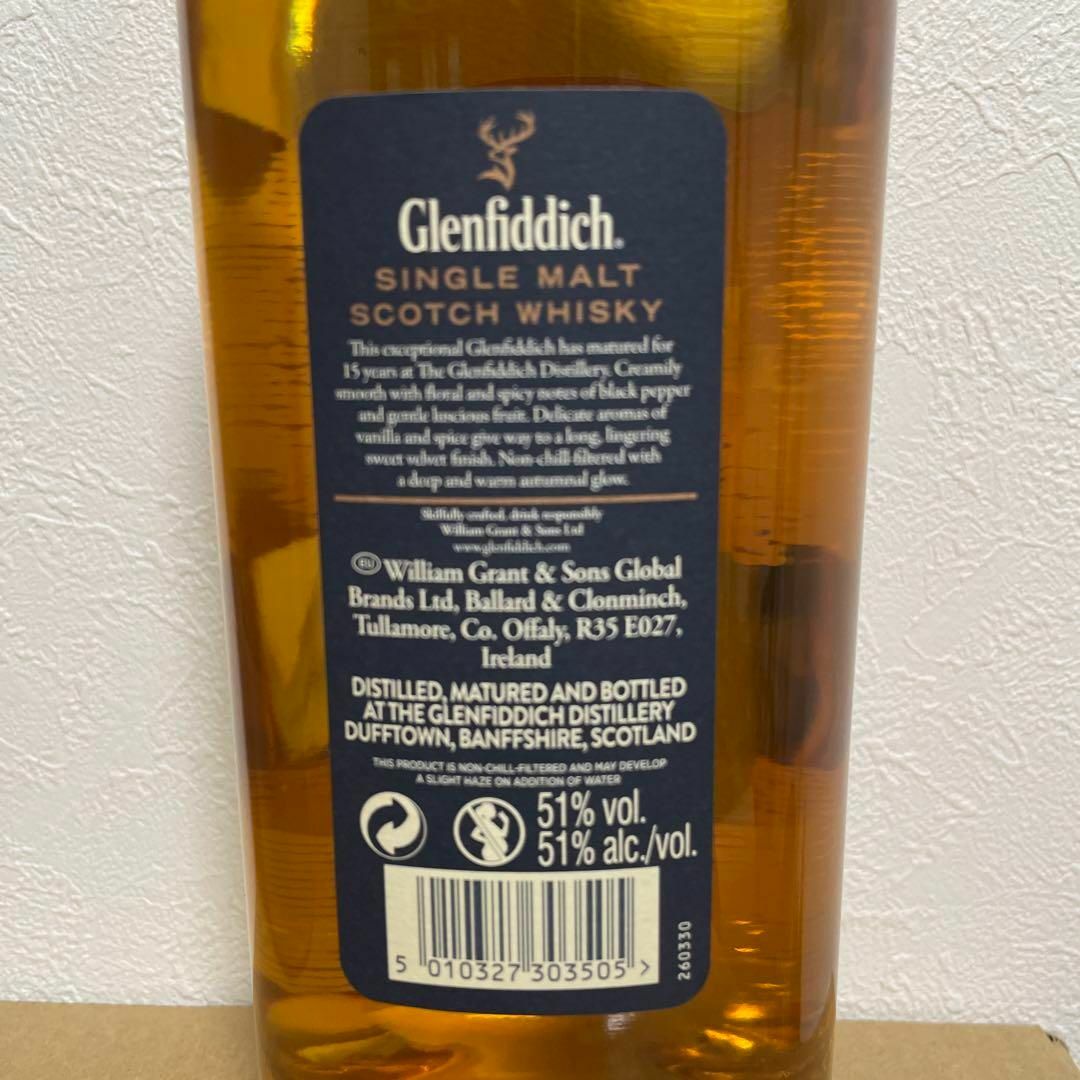 Glenfiddich®
SINGLE MALT
SCOTCH WHISKY
This exceptional Glenfiddich has matured for
15 years at The Glenfiddich Distillery. Creamily
smooth with floral and spicy notes of black pepper
and gentle luscious fruit. Delicate aromas of
vanilla and spice give way to a long, lingering
sweet velvet finish. Non-chill-filtered with
a deep and warm autumnal glow.
Skilfully crafted, drink responsibly
William Grant & Sons Ltd
www.glenfiddich.com
EU William Grant & Sons Global
Brands Ltd, Ballard & Clonminch,
Tullamore, Co. Offaly, R35 E027,
Ireland
DISTILLED, MATURED AND BOTTLED
AT THE GLENFIDDICH DISTILLERY
DUFFTOWN, BANFFSHIRE, SCOTLAND
THIS PRODUCT IS NON-CHILL-FILTERED AND MAY DEVELOP
A SLIGHT HAZE ON ADDITION OF WATER
51% vol.
51% alc./vol.
5 010327 303505 >
260330